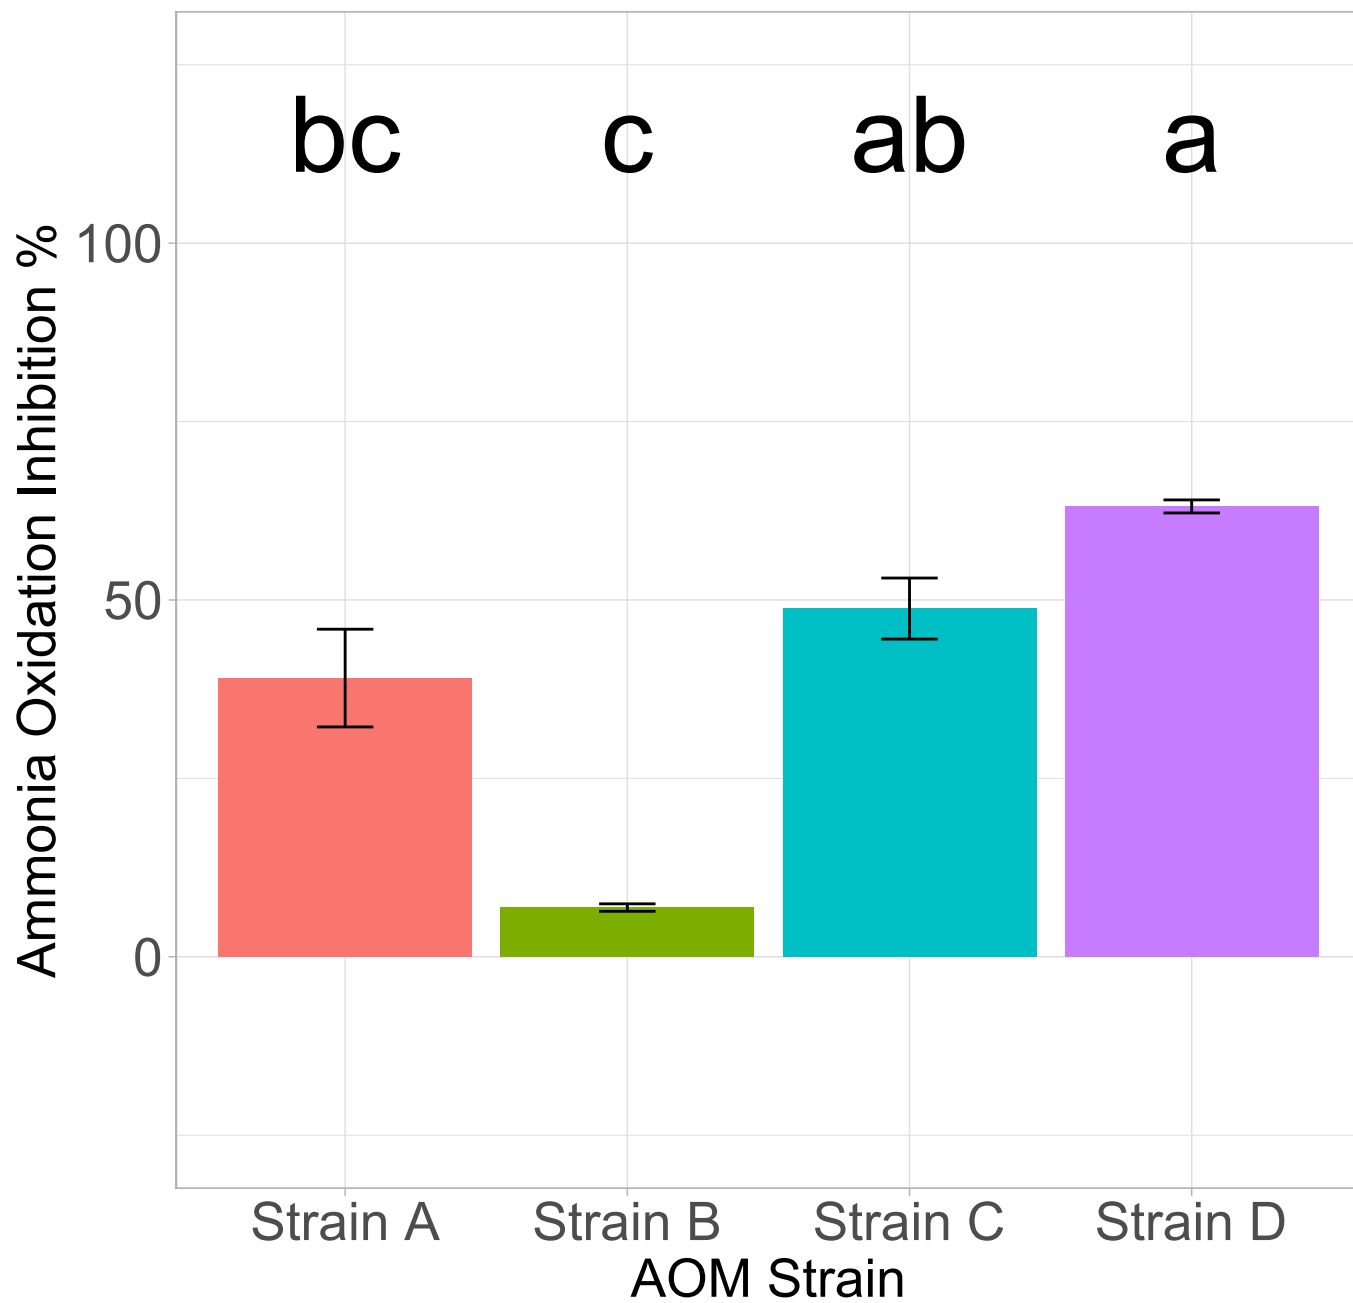 bc c ab a
Ammonia Oxidation Inhibition %
100
50
0
Strain A Strain B Strain C Strain D
AOM Strain